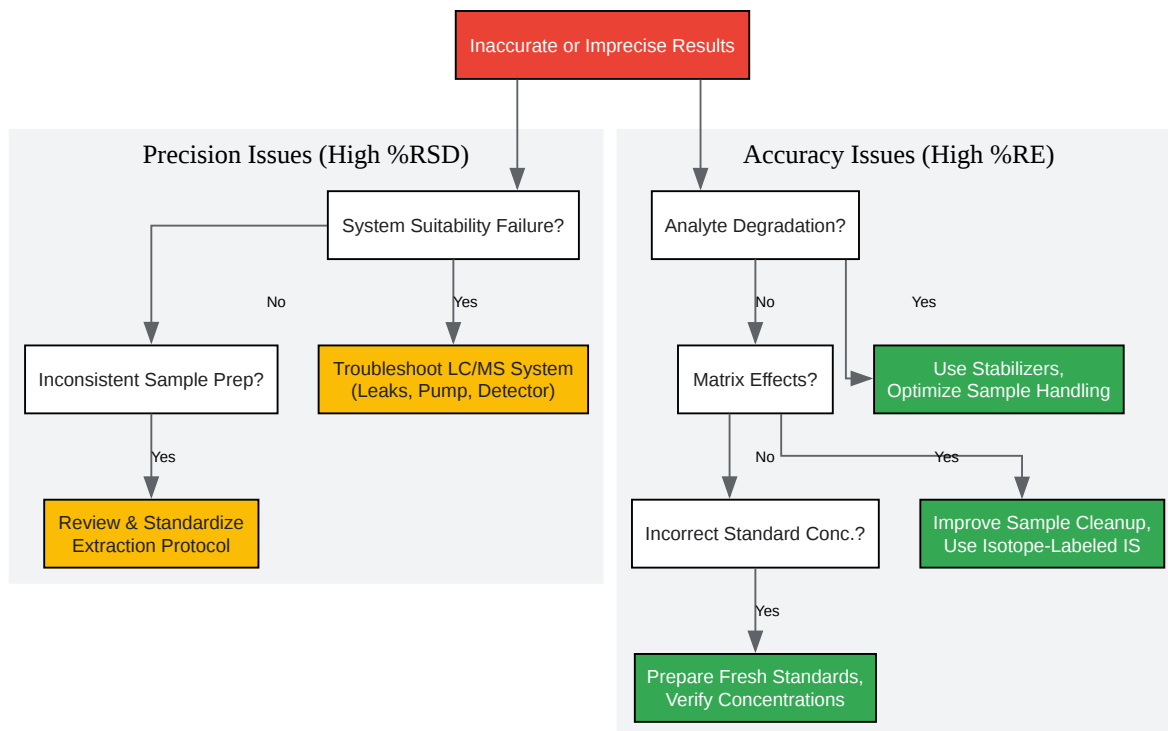 Inaccurate or Imprecise Results
Precision Issues (High %RSD)
System Suitability Failure?
No
Yes
Inconsistent Sample Prep?
Troubleshoot LC/MS System
(Leaks, Pump, Detector)
Yes
Review & Standardize
Extraction Protocol
Accuracy Issues (High %RE)
Analyte Degradation?
No
Yes
Matrix Effects?
Use Stabilizers,
Optimize Sample Handling
No
Yes
Incorrect Standard Conc.?
Improve Sample Cleanup,
Use Isotope-Labeled IS
Yes
Prepare Fresh Standards,
Verify Concentrations